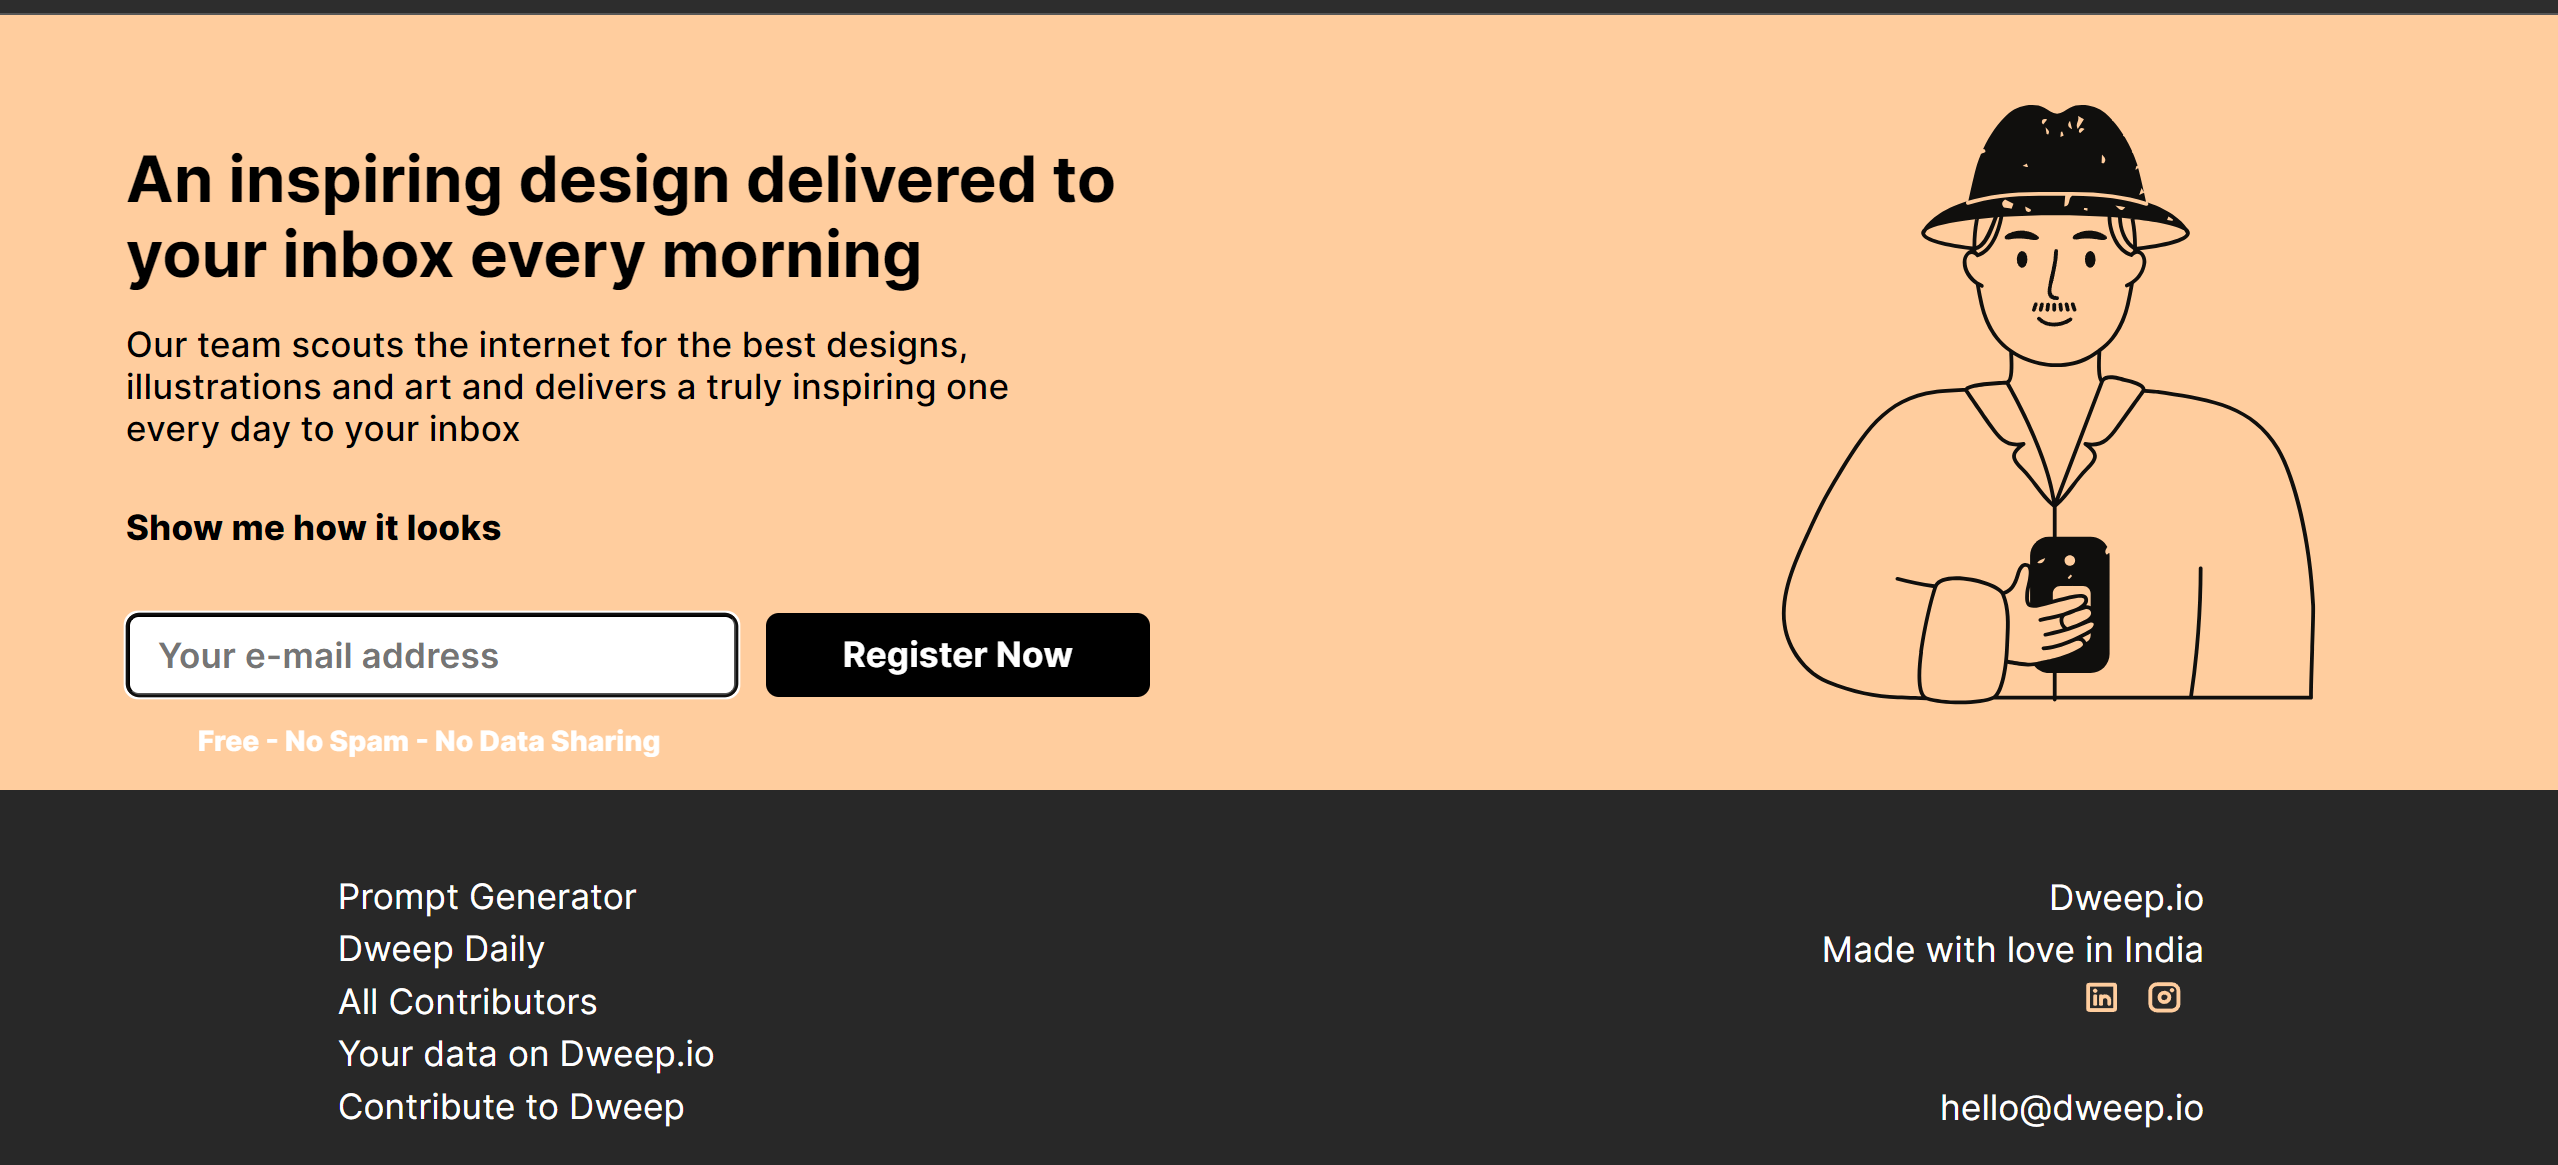 An inspiring design delivered to
your inbox every morning
Our team scouts the internet for the best designs,
illustrations and art and delivers a truly inspiring one
every day to your inbox
Show me how it looks
Your e-mail address
Register Now
Free - No Spam - No Data Sharing
Prompt Generator
Dweep Daily
All Contributors
Your data on Dweep.io
Contribute to Dweep
Dweep.io
Made with love in India
in
hello@dweep.io